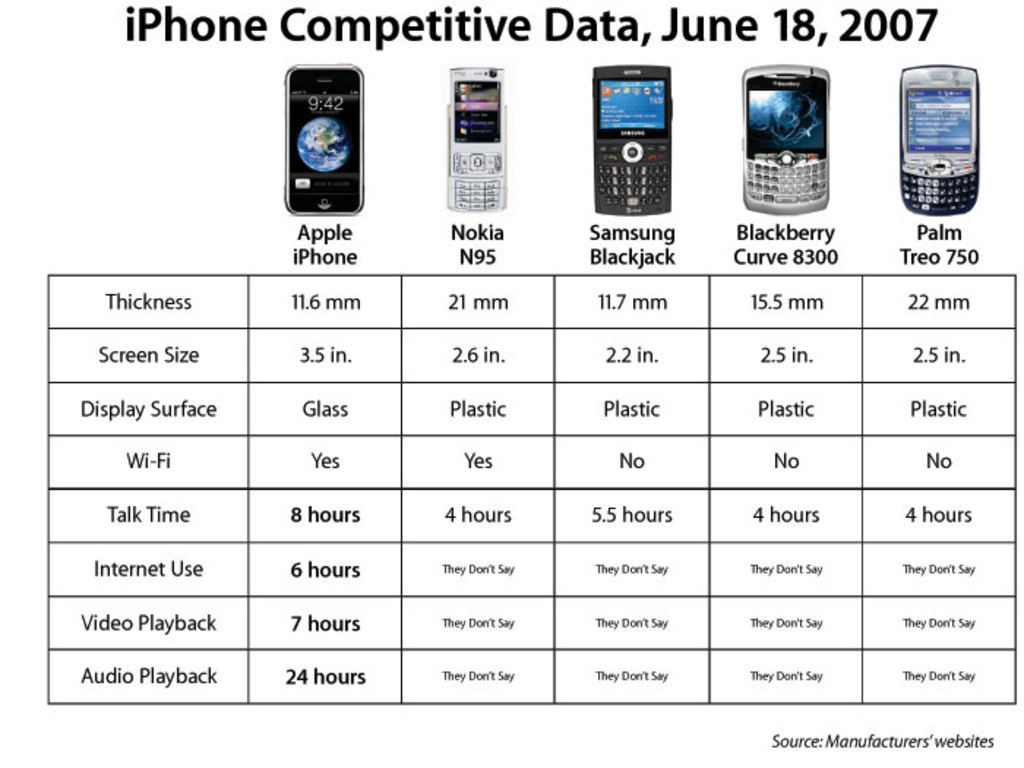 iPhone Competitive Data, June 18, 2007
9:42
SAMSUNG
BlackBerry
Apple iPhone
Nokia N95
Samsung Blackjack
Blackberry Curve 8300
Palm Treo 750
Thickness 11.6 mm 21 mm 11.7 mm 15.5 mm 22 mm
Screen Size 3.5 in. 2.6 in. 2.2 in. 2.5 in. 2.5 in.
Display Surface Glass Plastic Plastic Plastic Plastic
Wi-Fi Yes Yes No No No
Talk Time 8 hours 4 hours 5.5 hours 4 hours 4 hours
Internet Use 6 hours They Don't Say They Don't Say They Don't Say They Don't Say
Video Playback 7 hours They Don't Say They Don't Say They Don't Say They Don't Say
Audio Playback 24 hours They Don't Say They Don't Say They Don't Say They Don't Say
Source: Manufacturers' websites